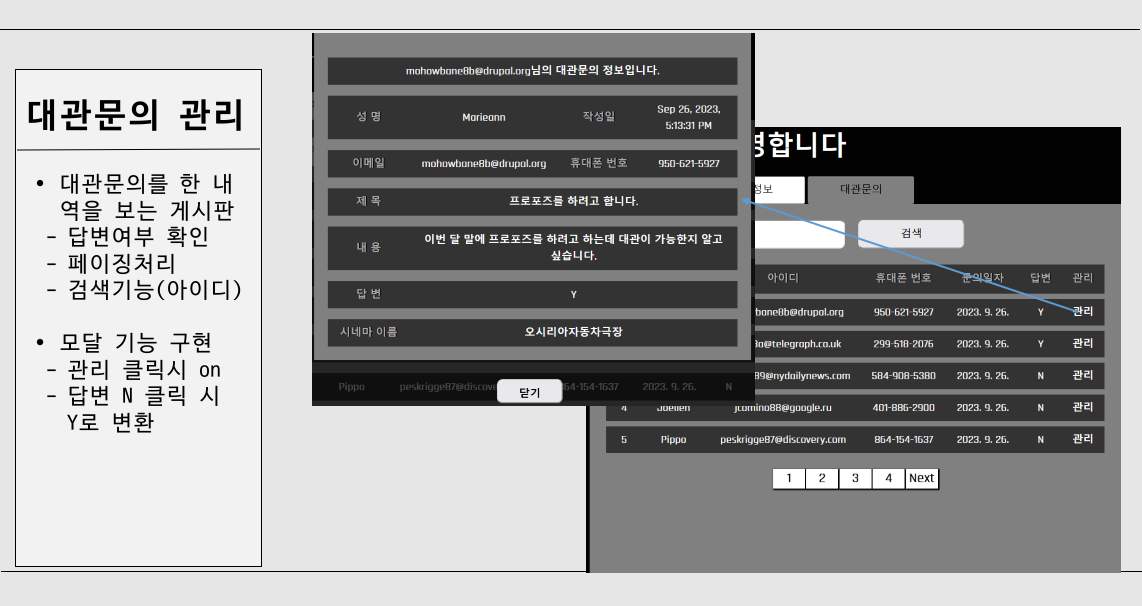 대관문의 관리
• 대관문의를 한 내
역을 보는 게시판
- 답변여부 확인
- 페이징처리
- 검색기능(아이디)
• 모달 기능 구현
- 관리 클릭시 on
- 답변 N 클릭 시
Y로 변환
mohowbane8b@drupal.org님의 대관문의 정보입니다.
성 명 Marieann 작성일 Sep 26, 2023,
5:13:31 PM
이메일 mohowbane8b@drupal.org 휴대폰 번호 950-621-5927
제 목 프로포즈를 하려고 합니다.
내 용 이번 달 말에 프로포즈를 하려고 하는데 대관이 가능한지 알고
싶습니다.
답 변 Y
시네마 이름 오시리아자동차극장
Pippo peskrigge87@discove 64-154-1637 2023. 9. 26. N
닫기
합니다
정보 대관문의
검색
아이디 휴대폰 번호 문의일자 답변 관리
bane8b@drupal.org 950-621-5927 2023. 9. 26. Y 관리
a@telegraph.co.uk 299-518-2076 2023. 9. 26. Y 관리
89@nydailynews.com 584-908-5380 2023. 9. 26. N 관리
4 Joellen jcomino88@google.ru 401-886-2900 2023. 9. 26. N 관리
5 Pippo peskrigge87@discovery.com 864-154-1637 2023. 9. 26. N 관리
1 2 3 4 Next